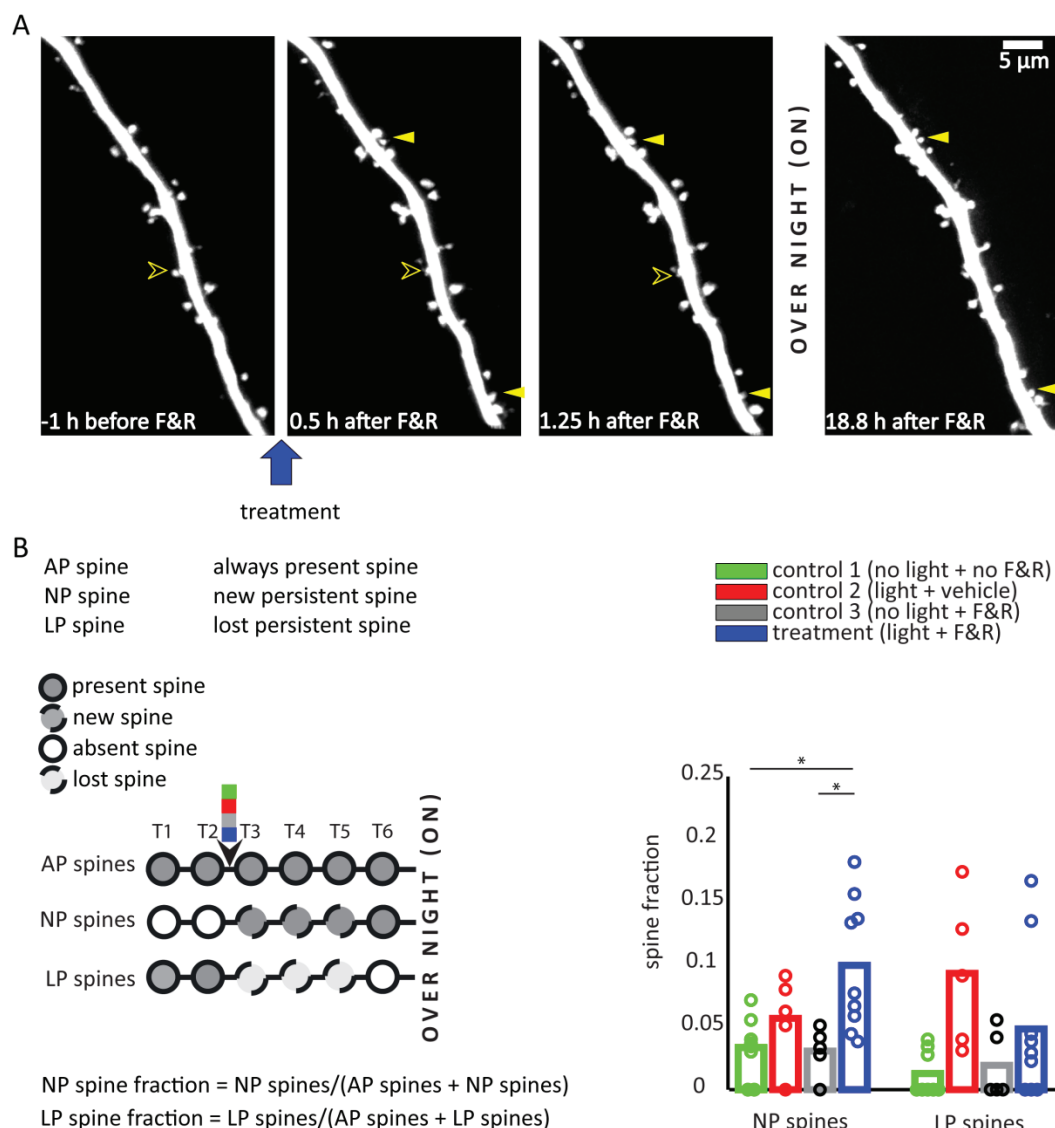 A
5 µm
-1 h before F&R
0.5 h after F&R
1.25 h after F&R
OVER NIGHT (ON)
18.8 h after F&R
treatment
B
AP spine always present spine
NP spine new persistent spine
LP spine lost persistent spine
present spine
new spine
absent spine
lost spine
T1 T2 T3 T4 T5 T6
AP spines
NP spines
LP spines
OVER NIGHT (ON)
NP spine fraction = NP spines/(AP spines + NP spines)
LP spine fraction = LP spines/(AP spines + LP spines)
control 1 (no light + no F&R)
control 2 (light + vehicle)
control 3 (no light + F&R)
treatment (light + F&R)
*
*
0.25
0.2
0.15
0.1
0.05
0
spine fraction
NP spines LP spines